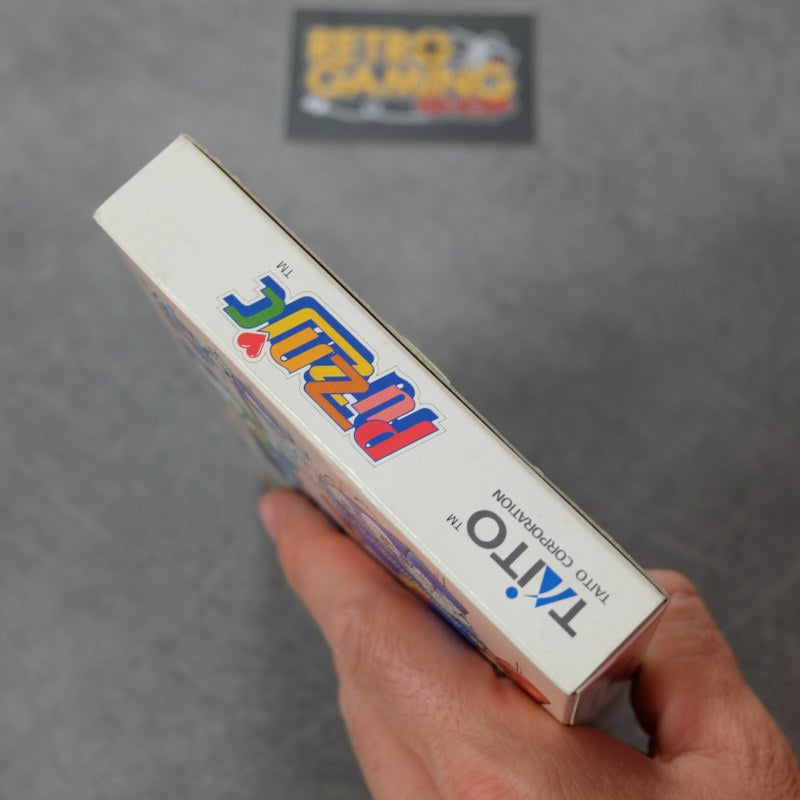 RETRO
GAMING
Puzznic
TM
TAITO
TM
TAITO CORPORATION